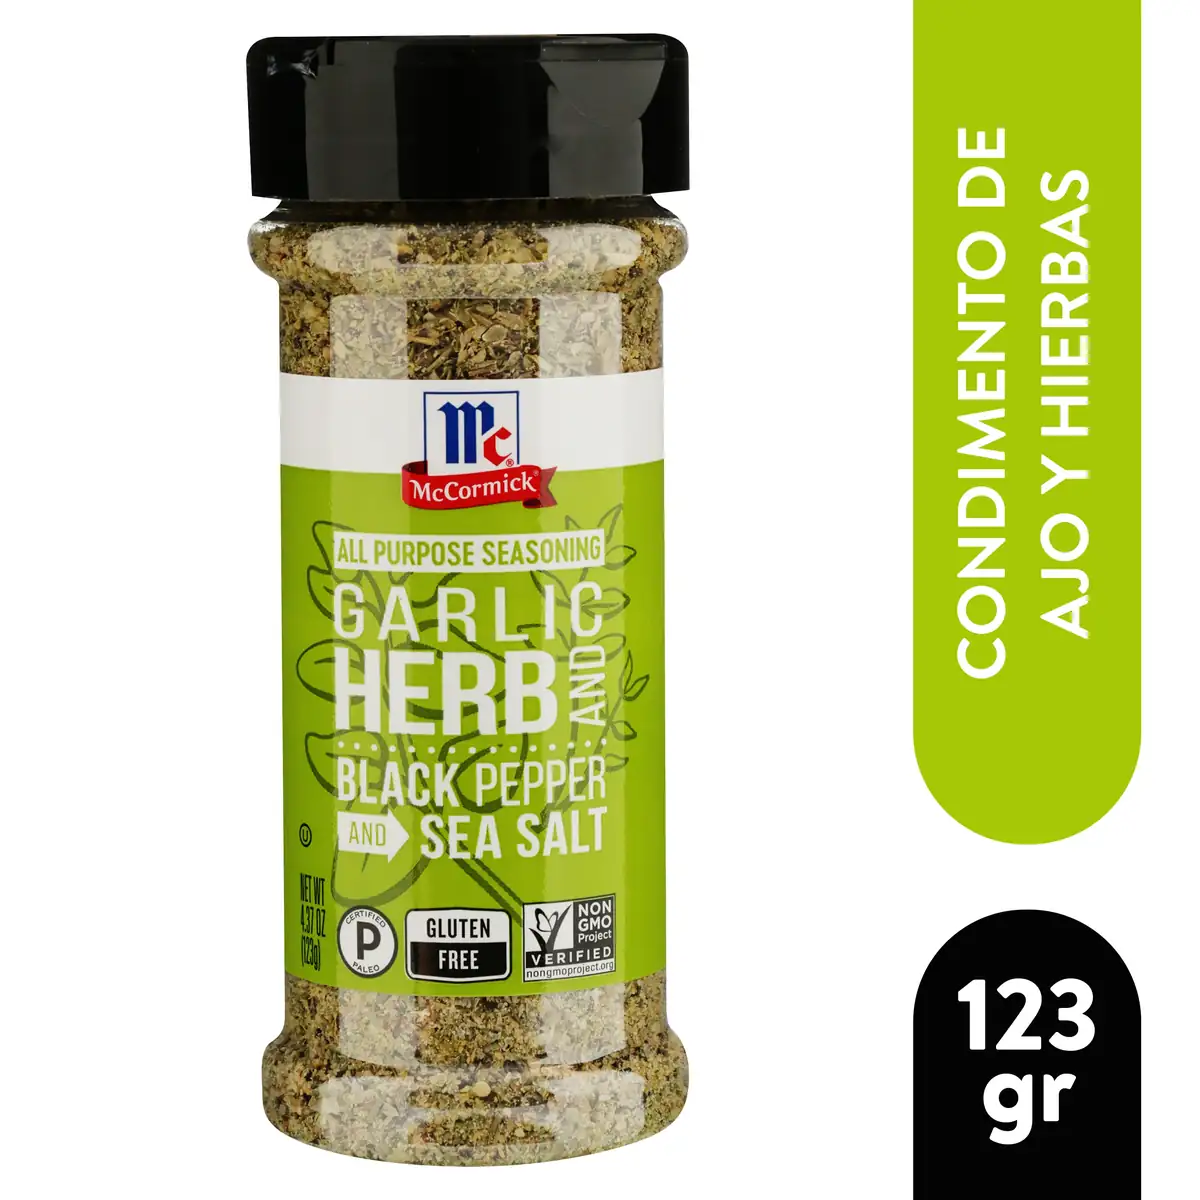 Mc
McCormick®
ALL PURPOSE SEASONING
GARLIC
HERB AND
BLACK PEPPER
AND SEA SALT
U
NET WT
4.37 OZ
(123g)
CERTIFIED
P
PALEO
GLUTEN
FREE
NON
GMO
Project
VERIFIED
nongmoproject.org
CONDIMENTO DE
AJO Y HIERBAS
123
gr